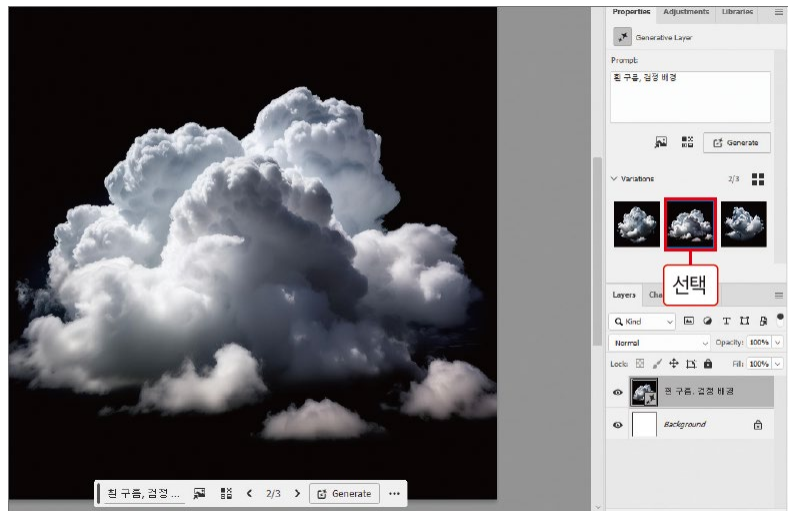 Properties Adjustments Libraries
Generative Layer
Prompt:
흰 구름, 검정 배경
Generate
Variations 2/3
선택
Layers Cha
Kind
Normal Opacity: 100%
Lock: Fill: 100%
흰 구름, 검정 배경
Background
흰 구름, 검정 ... 2/3 Generate ...